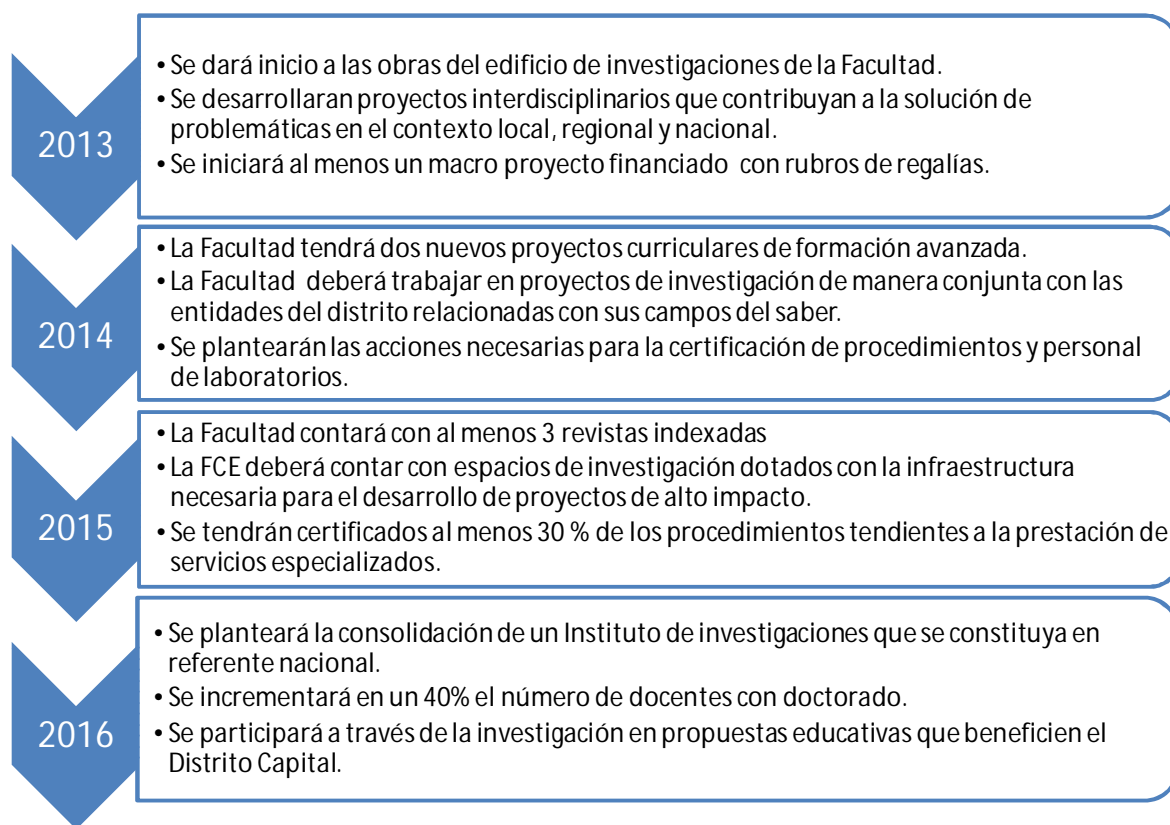 2013
• Se dará inicio a las obras del edificio de investigaciones de la Facultad.
• Se desarrollaran proyectos interdisciplinarios que contribuyan a la solución de
problemáticas en el contexto local, regional y nacional.
• Se iniciará al menos un macro proyecto financiado con rubros de regalías.
2014
• La Facultad tendrá dos nuevos proyectos curriculares de formación avanzada.
• La Facultad deberá trabajar en proyectos de investigación de manera conjunta con las
entidades del distrito relacionadas con sus campos del saber.
• Se plantearán las acciones necesarias para la certificación de procedimientos y personal
de laboratorios.
2015
• La Facultad contará con al menos 3 revistas indexadas
• La FCE deberá contar con espacios de investigación dotados con la infraestructura
necesaria para el desarrollo de proyectos de alto impacto.
• Se tendrán certificados al menos 30 % de los procedimientos tendientes a la prestación de
servicios especializados.
2016
• Se planteará la consolidación de un Instituto de investigaciones que se constituya en
referente nacional.
• Se incrementará en un 40% el número de docentes con doctorado.
• Se participará a través de la investigación en propuestas educativas que beneficien el
Distrito Capital.